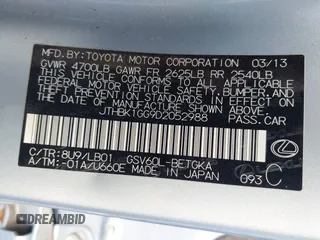 MFD.BY: TOYOTA MOTOR CORPORATION 03/13
GVWR 4700LB GAWR FR 2625LB RR 2540LB
THIS VEHICLE CONFORMS TO ALL APPLICABLE
FEDERAL MOTOR VEHICLE SAFETY, BUMPER, AND
THEFT PREVENTION STANDARDS IN EFFECT ON
THE DATE OF MANUFACTURE SHOWN ABOVE.
JTHBK1GG9D2052988 PASS.CAR
C/TR: 8U9/LB01 GSV60L-BETGKA
A/TM: -01A/U660E MADE IN JAPAN 093 C
BIDFAX